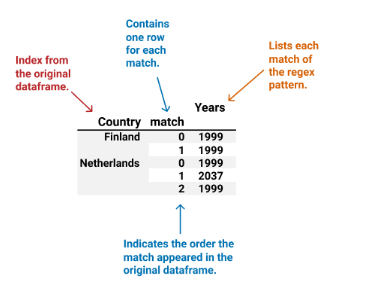 Contains
one row
for each
match.
Index from
the original
dataframe.
Lists each
match of
the regex
pattern.
Years
Country match
Finland 0 1999
1 1999
Netherlands 0 1999
1 2037
2 1999
Indicates the order the
match appeared in the
original dataframe.